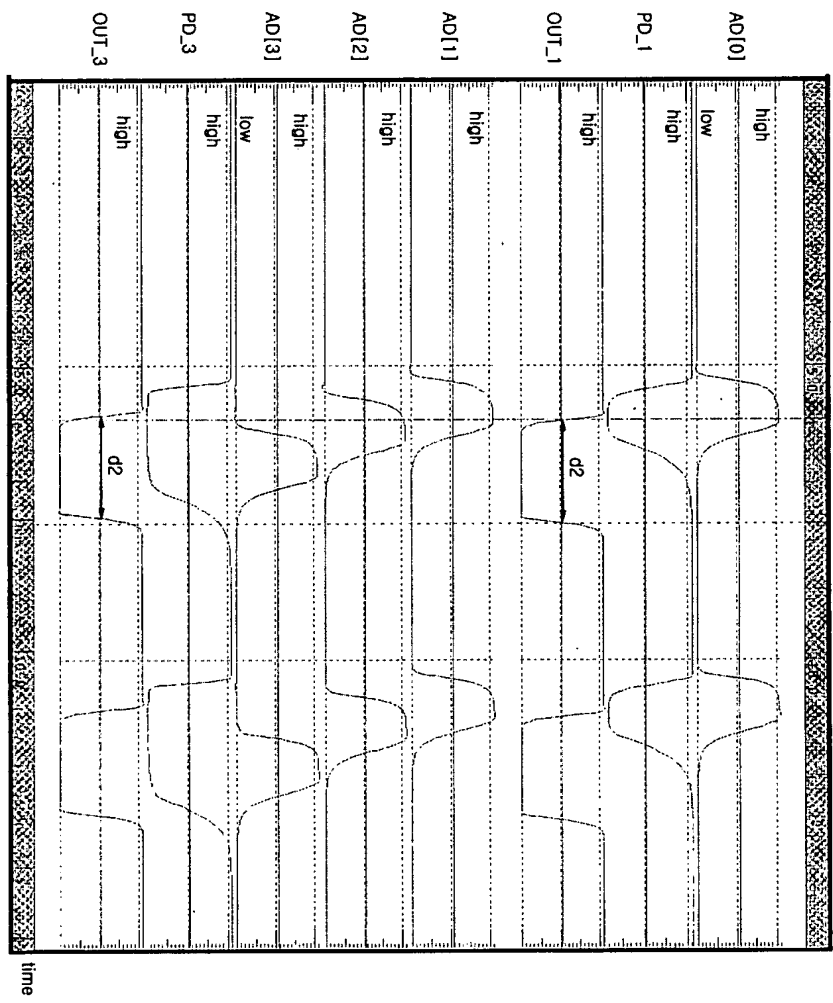 high
AD[0]
low
high
PD_1
high
OUT_1
d2
high
AD[1]
high
AD[2]
high
AD[3]
low
high
PD_3
high
OUT_3
d2
time